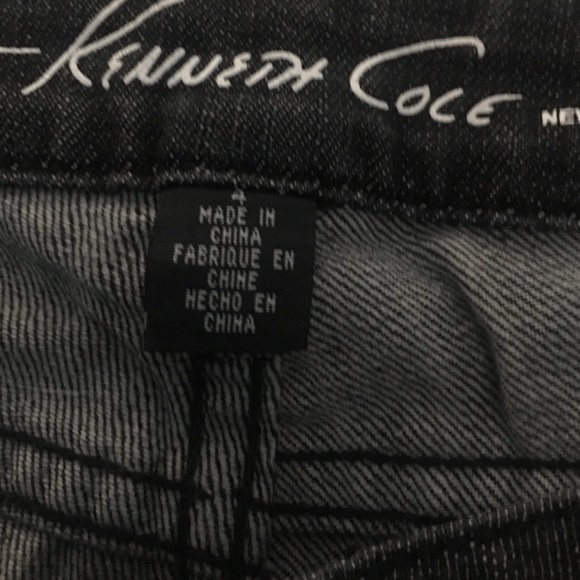 KENNETH COLE NEW
4
MADE IN
CHINA
FABRIQUE EN
CHINE
HECHO EN
CHINA